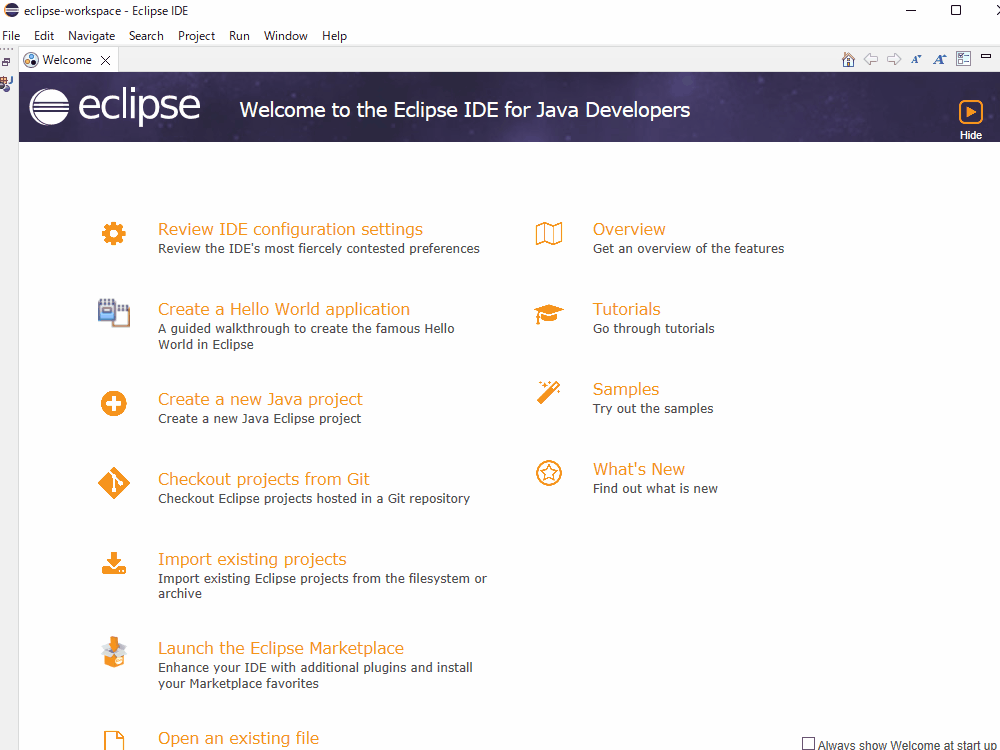 eclipse-workspace - Eclipse IDE
File Edit Navigate Search Project Run Window Help
Welcome
eclipse
Welcome to the Eclipse IDE for Java Developers
Hide
Review IDE configuration settings
Review the IDE's most fiercely contested preferences
Create a Hello World application
A guided walkthrough to create the famous Hello
World in Eclipse
Create a new Java project
Create a new Java Eclipse project
Checkout projects from Git
Checkout Eclipse projects hosted in a Git repository
Import existing projects
Import existing Eclipse projects from the filesystem or
archive
Launch the Eclipse Marketplace
Enhance your IDE with additional plugins and install
your Marketplace favorites
Open an existing file
Overview
Get an overview of the features
Tutorials
Go through tutorials
Samples
Try out the samples
What's New
Find out what is new
Always show Welcome at start up